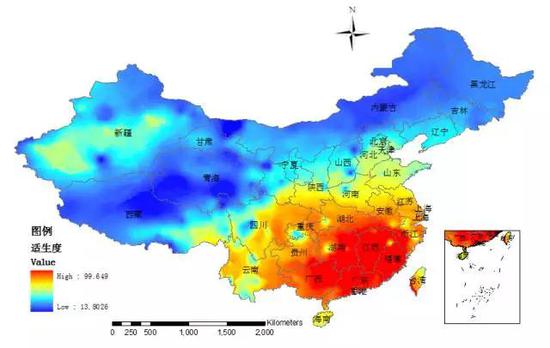 N
黑龙江
内蒙古
吉林
新疆
甘肃
辽宁
北京
天津
河北
宁夏
山西
山东
青海
陕西
河南
江苏
西藏
安徽
上海
四川
重庆
湖北
浙江
湖南
江西
贵州
福建
云南
广西
广东
台湾
海南
图例
适生度
Value
High : 99.649
Low : 13.8026
0 250 500 1,000 1,500 2,000
Kilometers